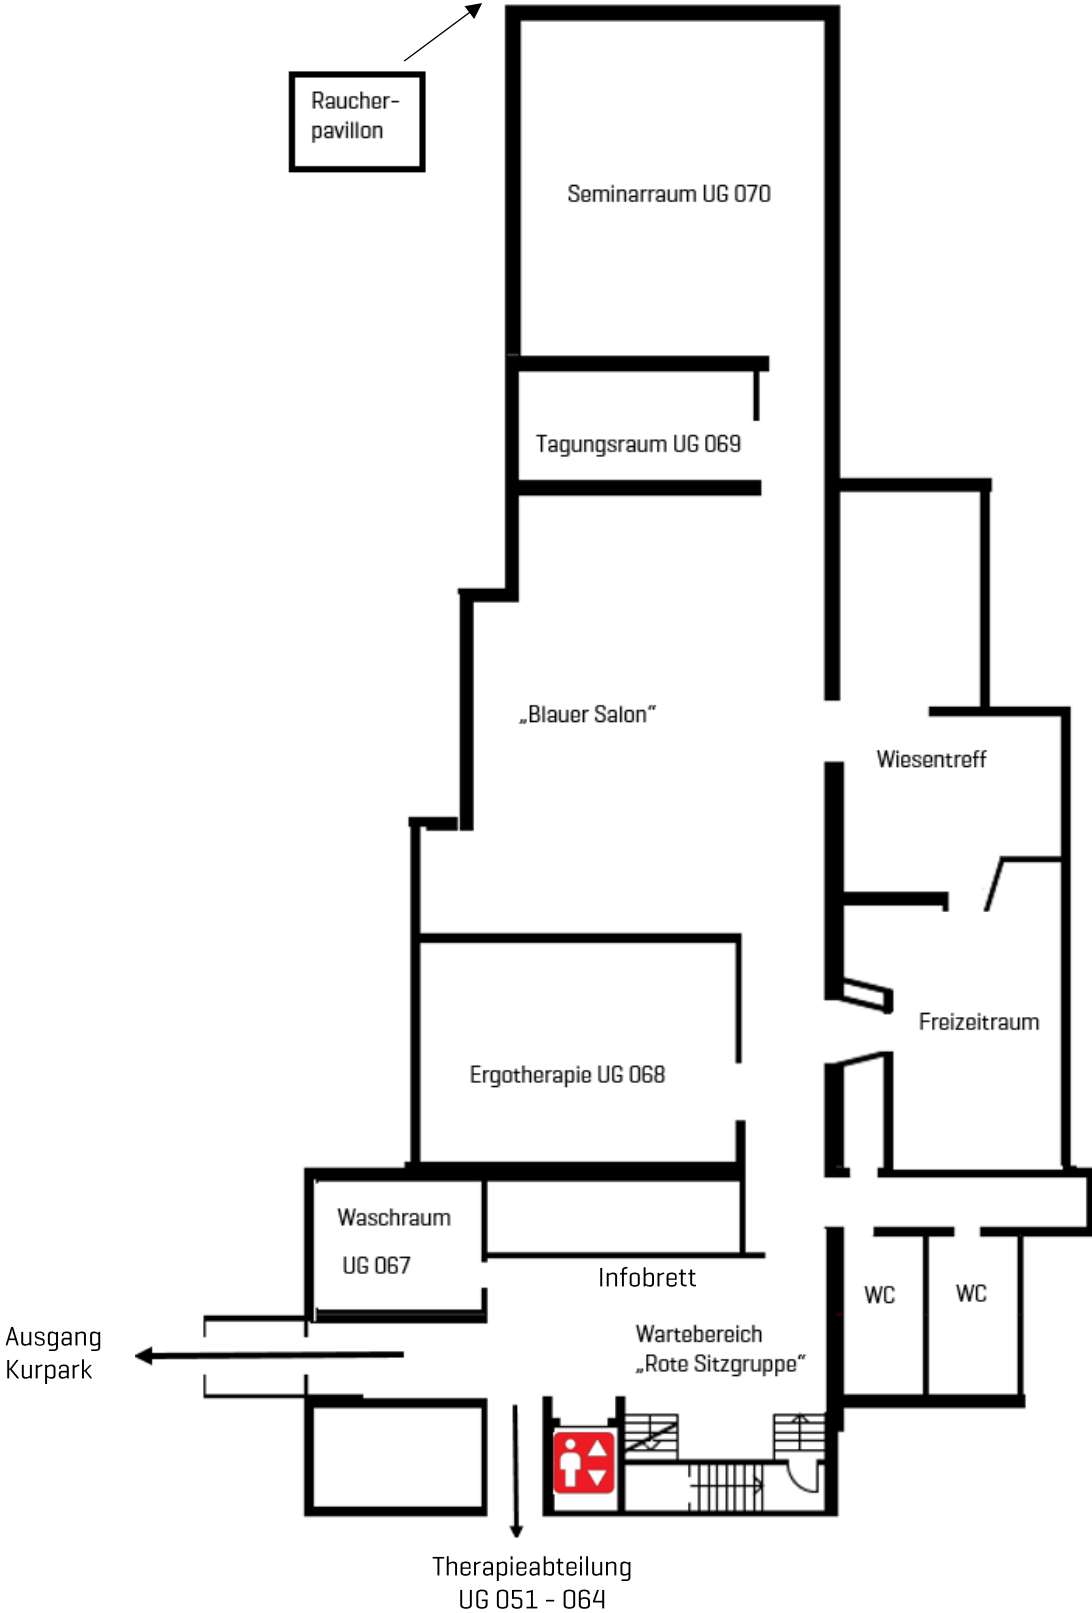 Raucher-
pavillon
Seminarraum UG 070
Tagungsraum UG 069
„Blauer Salon“
Wiesentreff
Freizeitraum
Ergotherapie UG 068
Waschraum
UG 067
Infobrett
WC
WC
Wartebereich
„Rote Sitzgruppe“
Ausgang
Kurpark
Therapieabteilung
UG 051 - 064